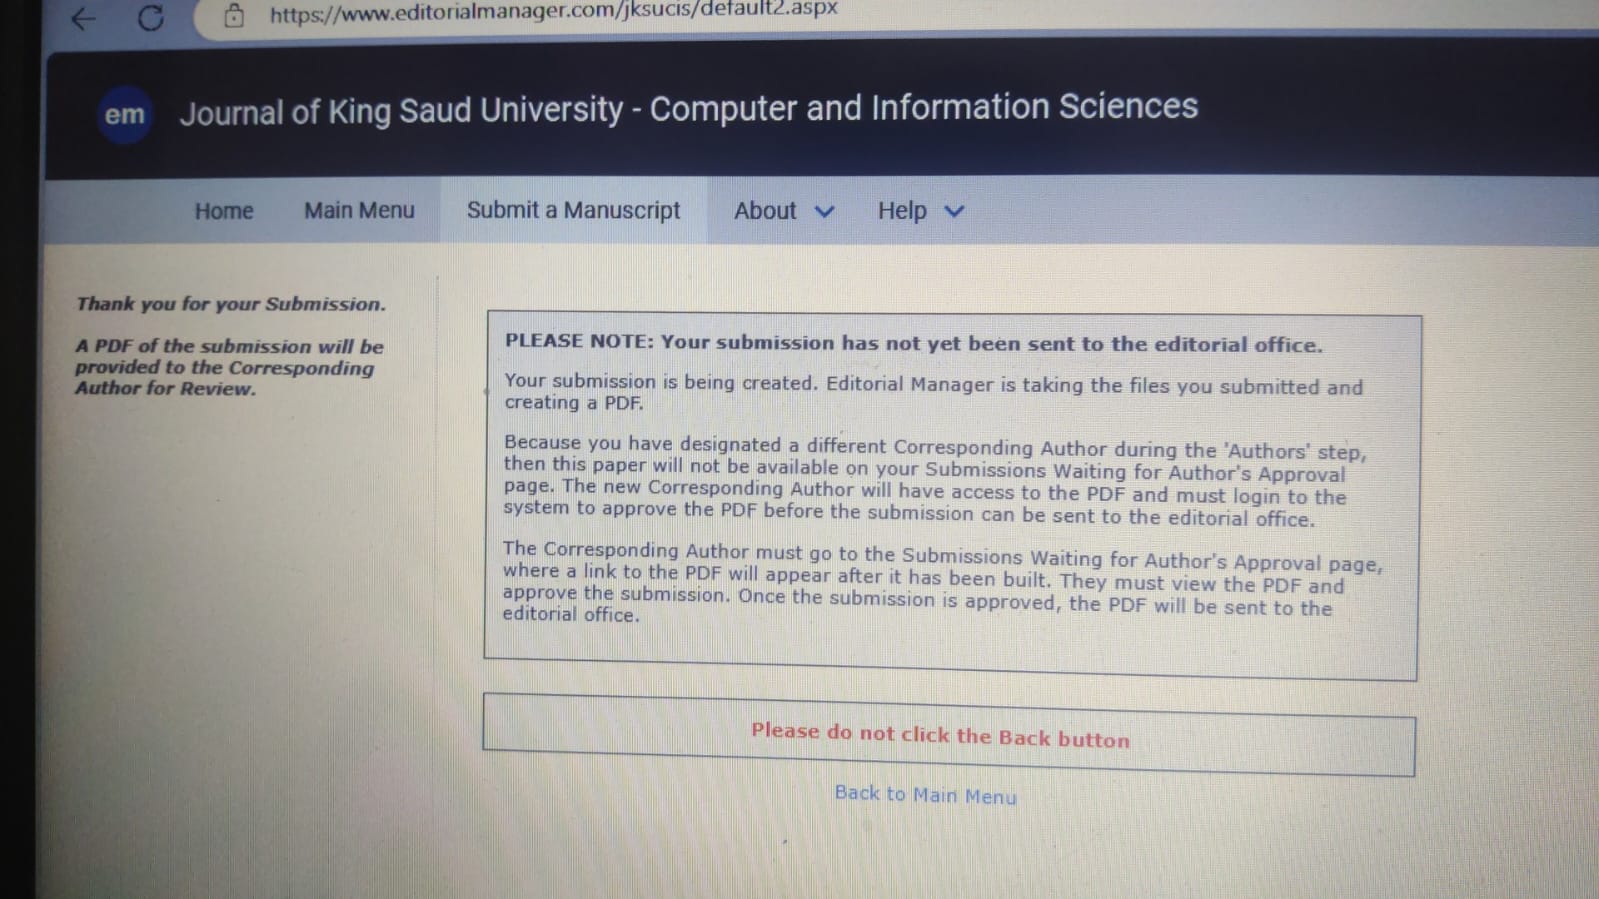 https://www.editorialmanager.com/jksucis/default2.aspx
em
Journal of King Saud University - Computer and Information Sciences
Home Main Menu Submit a Manuscript About Help
Thank you for your Submission.
A PDF of the submission will be
provided to the Corresponding
Author for Review.
PLEASE NOTE: Your submission has not yet been sent to the editorial office.
Your submission is being created. Editorial Manager is taking the files you submitted and
creating a PDF.
Because you have designated a different Corresponding Author during the 'Authors' step,
then this paper will not be available on your Submissions Waiting for Author's Approval
page. The new Corresponding Author will have access to the PDF and must login to the
system to approve the PDF before the submission can be sent to the editorial office.
The Corresponding Author must go to the Submissions Waiting for Author's Approval page,
where a link to the PDF will appear after it has been built. They must view the PDF and
approve the submission. Once the submission is approved, the PDF will be sent to the
editorial office.
Please do not click the Back button
Back to Main Menu